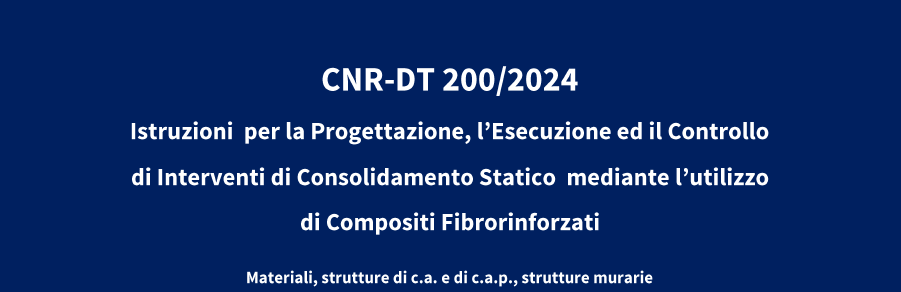 CNR-DT 200/2024
Istruzioni per la Progettazione, l’Esecuzione ed il Controllo
di Interventi di Consolidamento Statico mediante l’utilizzo
di Compositi Fibrorinforzati
Materiali, strutture di c.a. e di c.a.p., strutture murarie